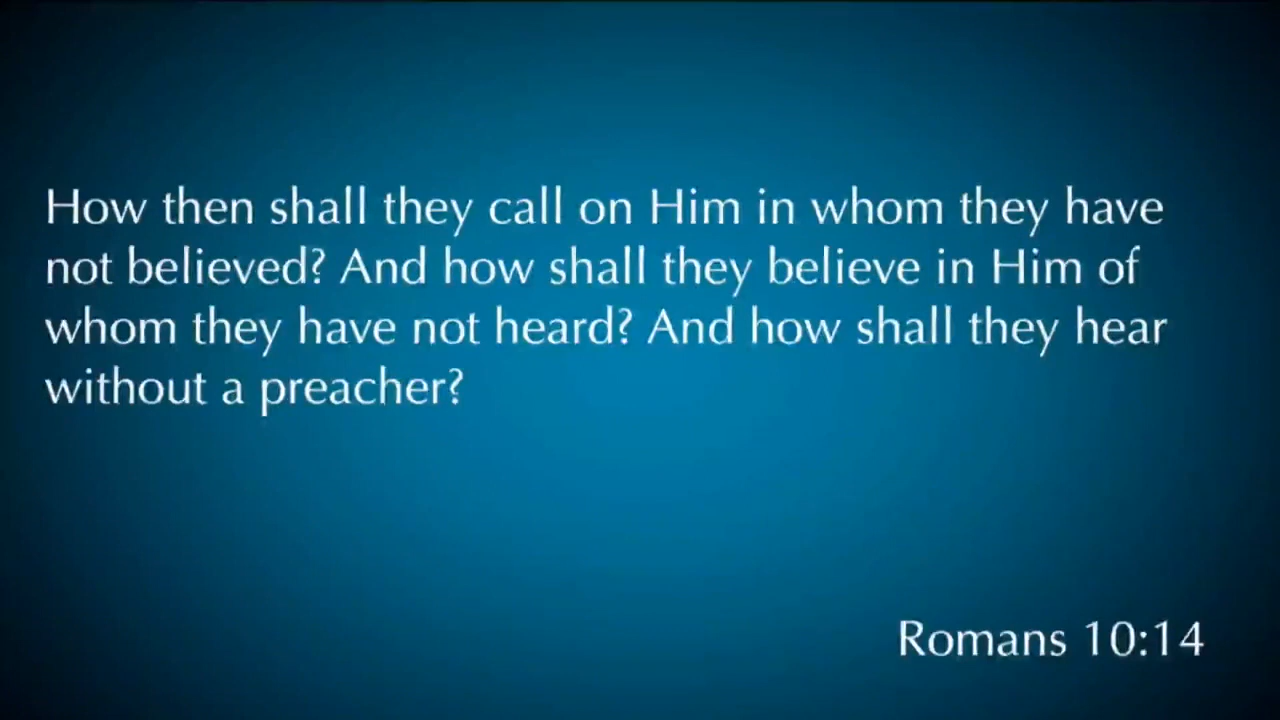 How then shall they call on Him in whom they have
not believed? And how shall they believe in Him of
whom they have not heard? And how shall they hear
without a preacher?
Romans 10:14